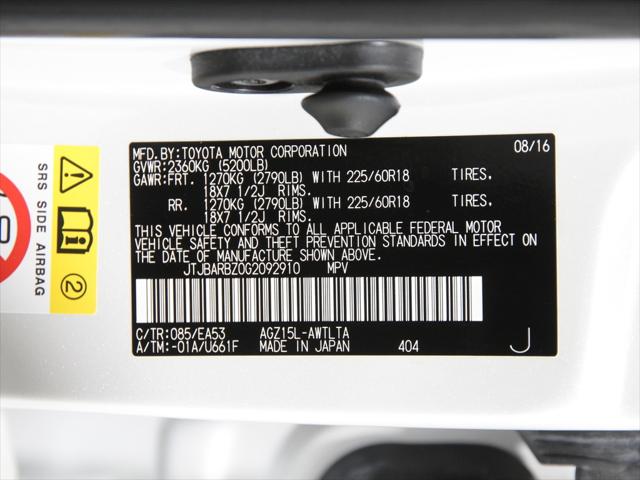 MFD.BY:TOYOTA MOTOR CORPORATION 08/16
GVWR:2360KG (5200LB)
GAWR:FRT. 1270KG (2790LB) WITH 225/60R18 TIRES.
18X7 1/2J RIMS.
RR. 1270KG (2790LB) WITH 225/60R18 TIRES.
18X7 1/2J RIMS.
THIS VEHICLE CONFORMS TO ALL APPLICABLE FEDERAL MOTOR
VEHICLE SAFETY AND THEFT PREVENTION STANDARDS IN EFFECT ON
THE DATE OF MANUFACTURE SHOWN ABOVE.
JTJBARBZ0G2092910 MPV
C/TR:085/EA53 AGZ15L-AWTLTA
A/TM:-01A/U661F MADE IN JAPAN 404 J
SRS SIDE AIRBAG
2